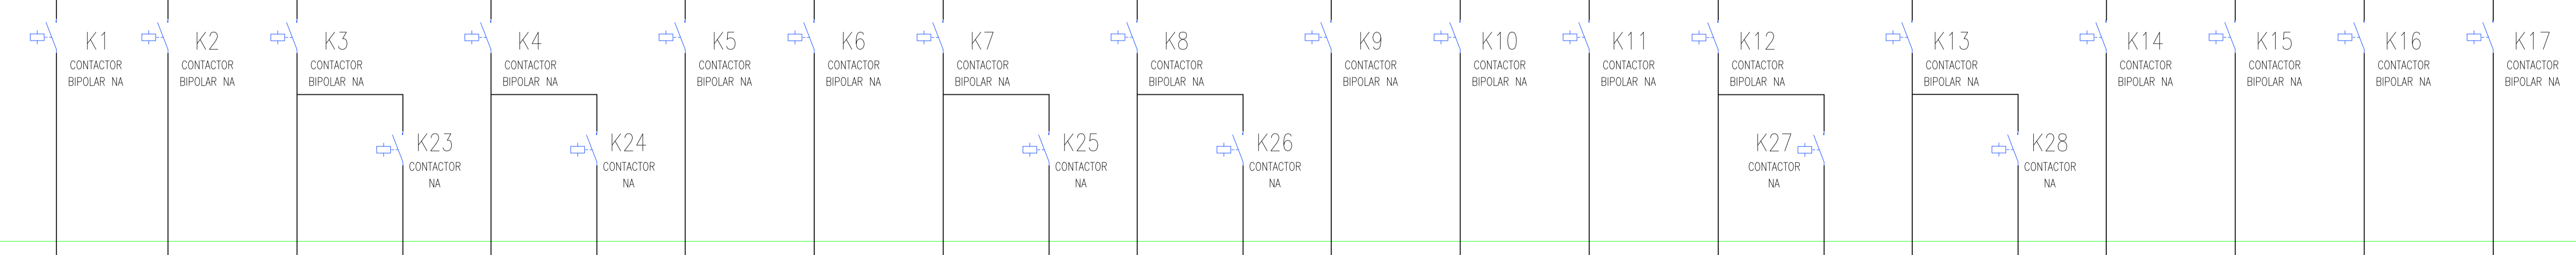 K1
CONTACTOR
BIPOLAR NA
K2
CONTACTOR
BIPOLAR NA
K3
CONTACTOR
BIPOLAR NA
K4
CONTACTOR
BIPOLAR NA
K5
CONTACTOR
BIPOLAR NA
K6
CONTACTOR
BIPOLAR NA
K7
CONTACTOR
BIPOLAR NA
K8
CONTACTOR
BIPOLAR NA
K9
CONTACTOR
BIPOLAR NA
K10
CONTACTOR
BIPOLAR NA
K11
CONTACTOR
BIPOLAR NA
K12
CONTACTOR
BIPOLAR NA
K13
CONTACTOR
BIPOLAR NA
K14
CONTACTOR
BIPOLAR NA
K15
CONTACTOR
BIPOLAR NA
K16
CONTACTOR
BIPOLAR NA
K17
CONTACTOR
BIPOLAR NA
K23
CONTACTOR
NA
K24
CONTACTOR
NA
K25
CONTACTOR
NA
K26
CONTACTOR
NA
K27
CONTACTOR
NA
K28
CONTACTOR
NA